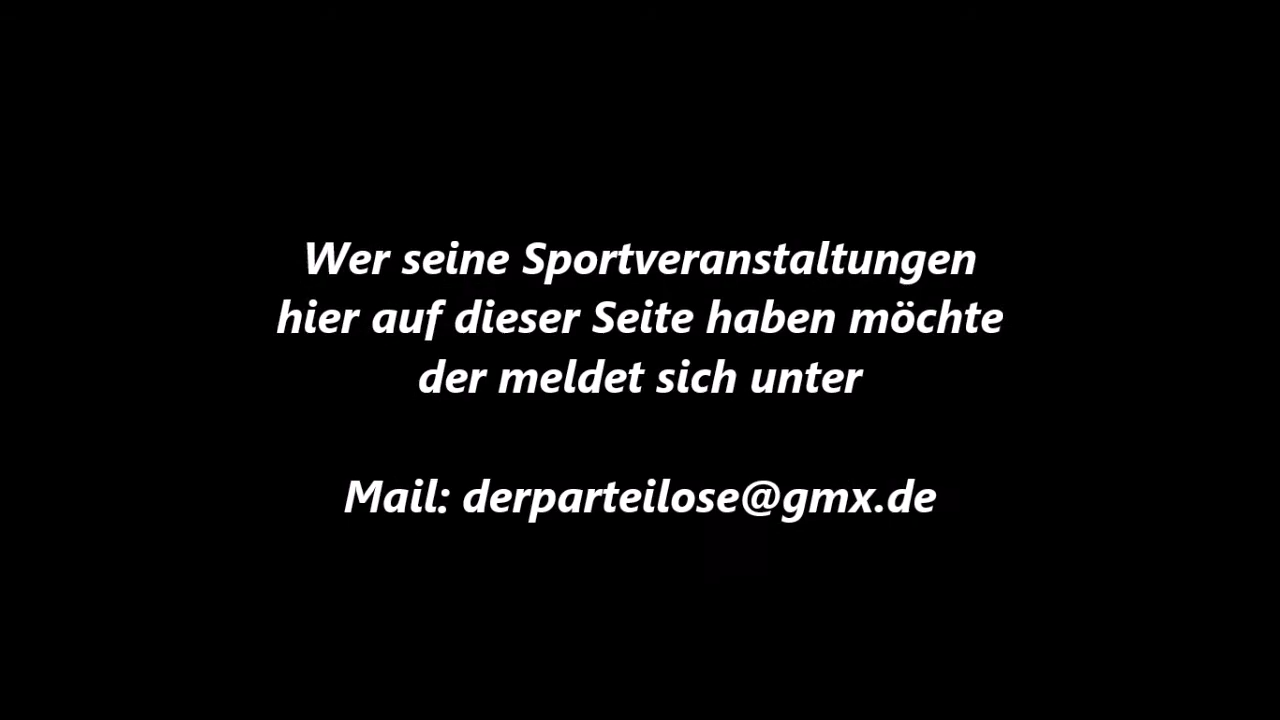 Wer seine Sportveranstaltungen
hier auf dieser Seite haben möchte
der meldet sich unter
Mail: derparteilose@gmx.de